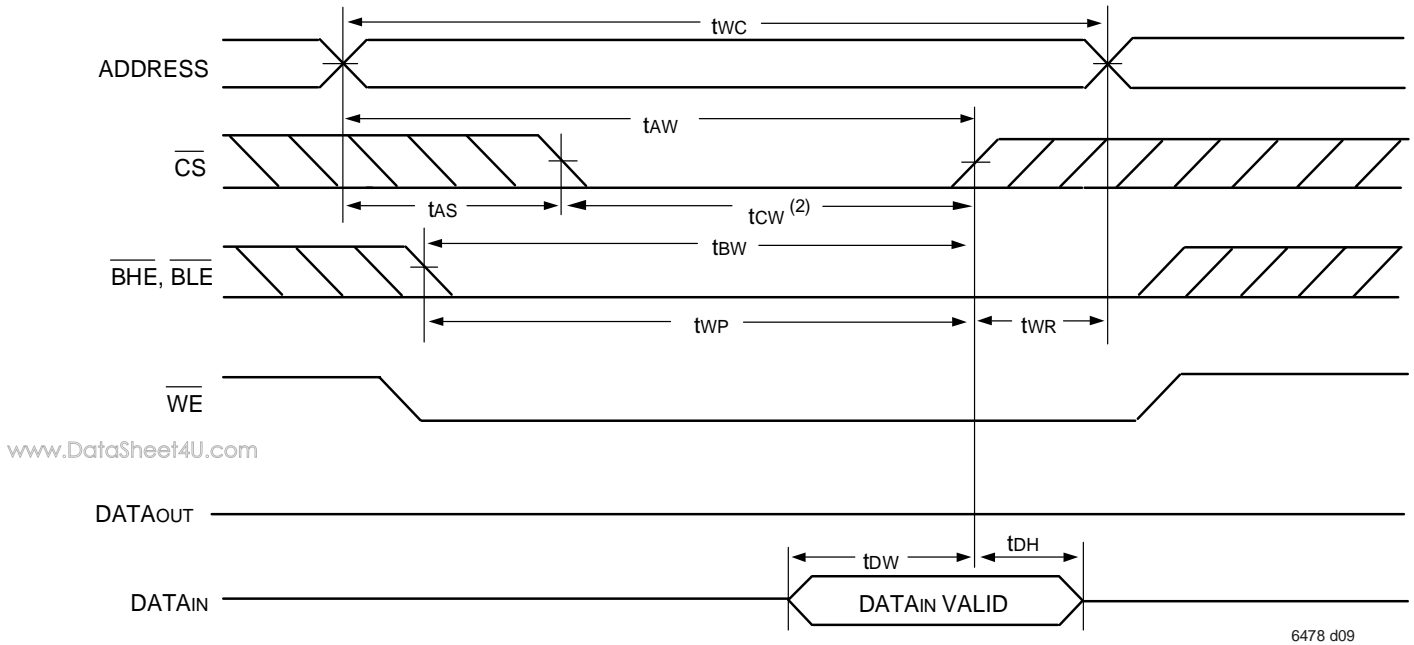 tWC
ADDRESS
tAW
CS
tAS
tCW (2)
tBW
BHE, BLE
tWP
tWR
WE
www.DataSheet4U.com
DATAOUT
tDW
tDH
DATAIN
DATAIN VALID
6478 d09